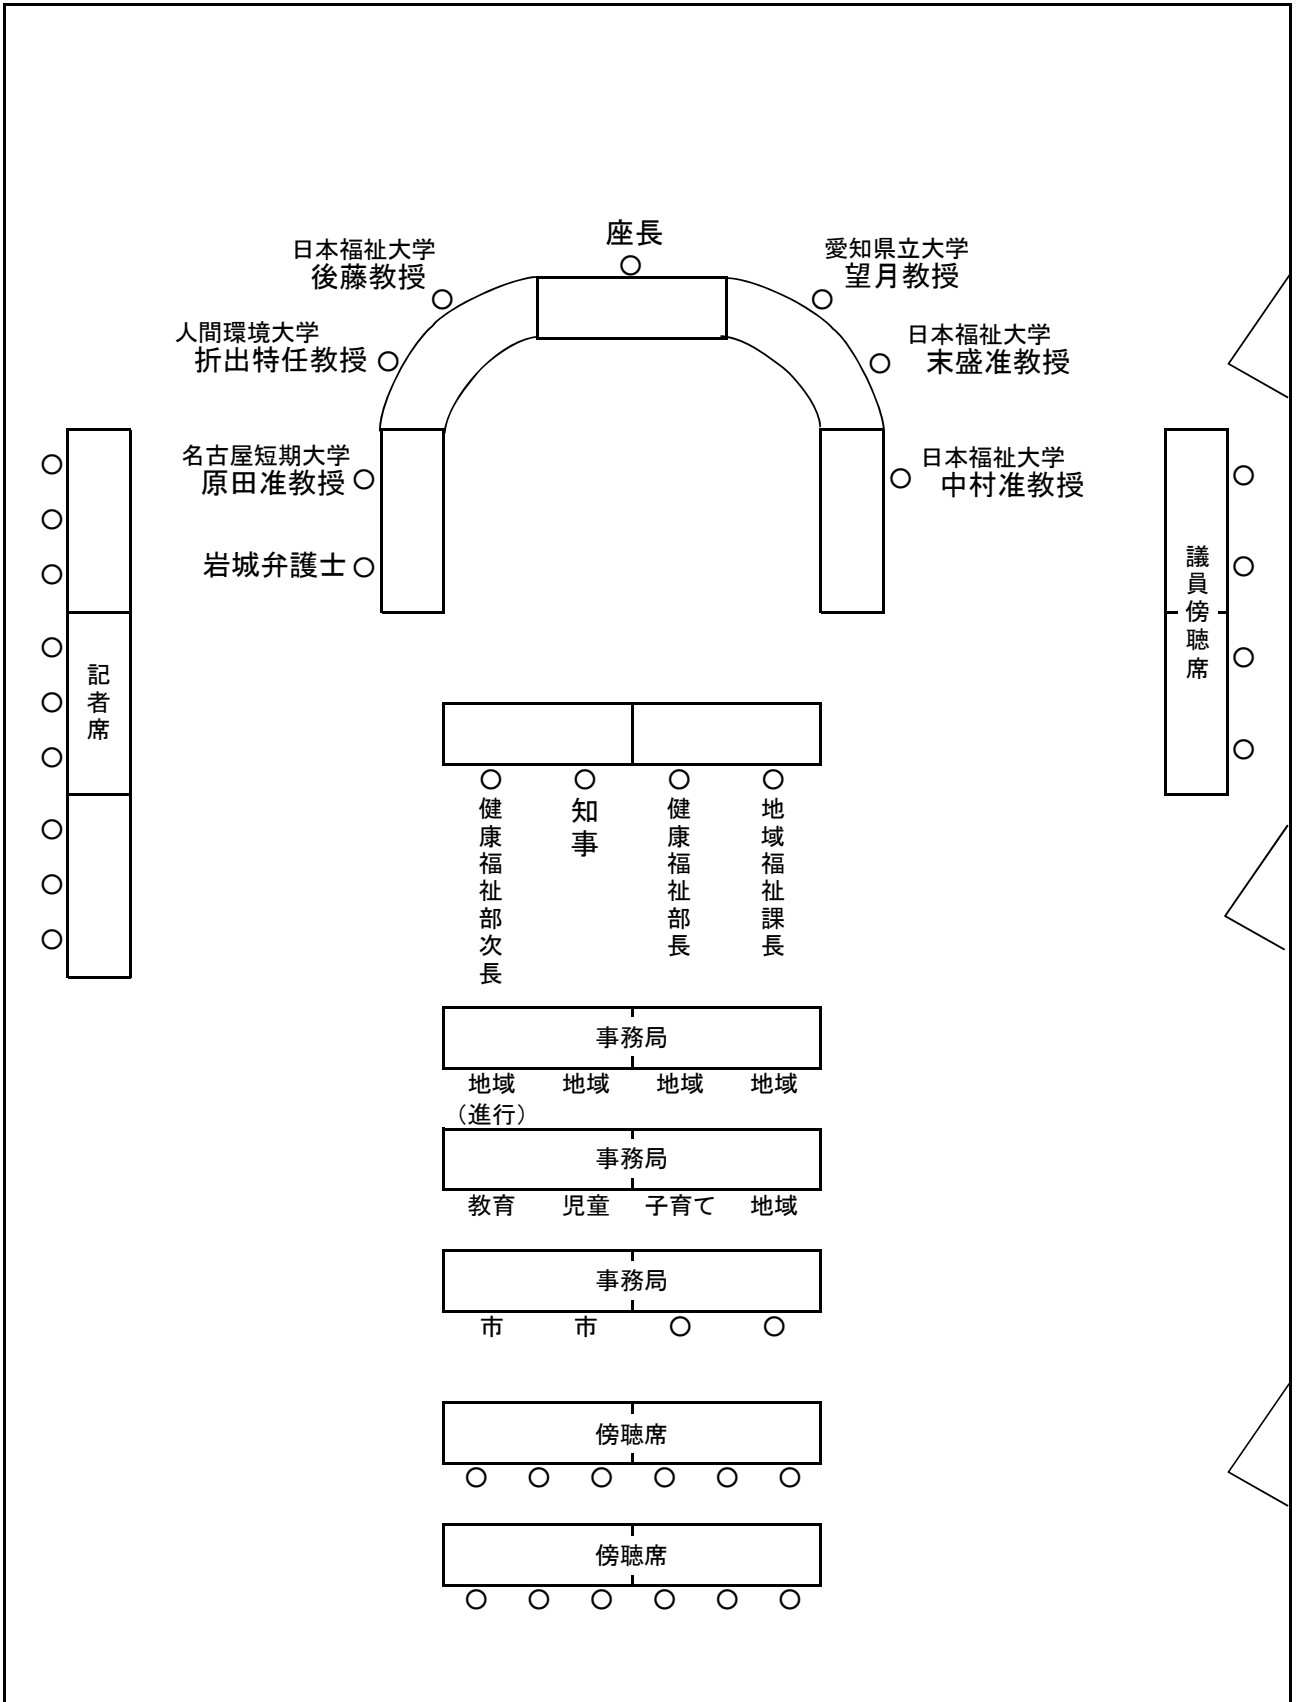 座長
日本福祉大学
後藤教授
愛知県立大学
望月教授
人間環境大学
折出特任教授
日本福祉大学
末盛准教授
名古屋短期大学
原田准教授
日本福祉大学
中村准教授
岩城弁護士
議員傍聴席
記者席
健康福祉部次長
知事
健康福祉部長
地域福祉課長
事務局
地域 地域 地域 地域
（進行）
事務局
教育 児童 子育て 地域
事務局
市 市
傍聴席
傍聴席